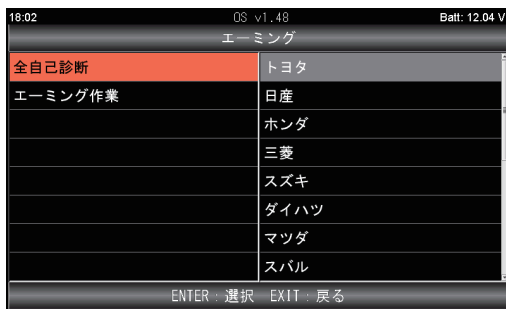 18:02 OS v1.48 Batt: 12.04 V
エーミング
全自己診断 トヨタ
エーミング作業 日産
ホンダ
三菱
スズキ
ダイハツ
マツダ
スバル
ENTER：選択 EXIT：戻る